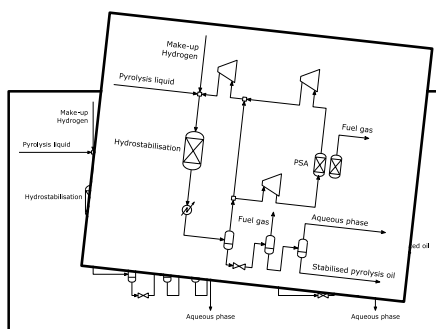 Make-up
Hydrogen
Pyrolysis liquid
Hydrostabilisation
PSA
Fuel gas
Fuel gas
Aqueous phase
Stabilised pyrolysis oil
Make-up
Hydrogen
Pyrolysis liquid
Hydrostabilisation
oil
Aqueous phase
Aqueous phase